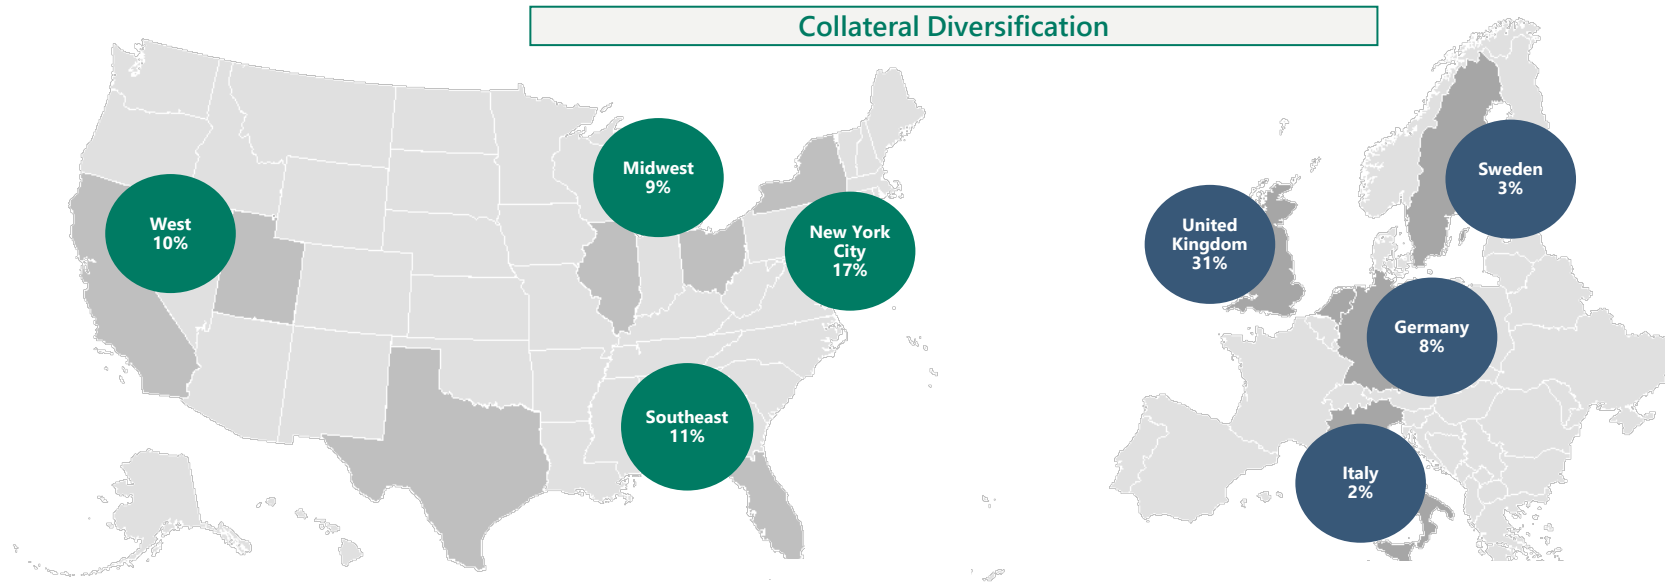 Collateral Diversification
Midwest
9%
West
10%
New York
City
17%
Southeast
11%
Sweden
3%
United
Kingdom
31%
Germany
8%
Italy
2%